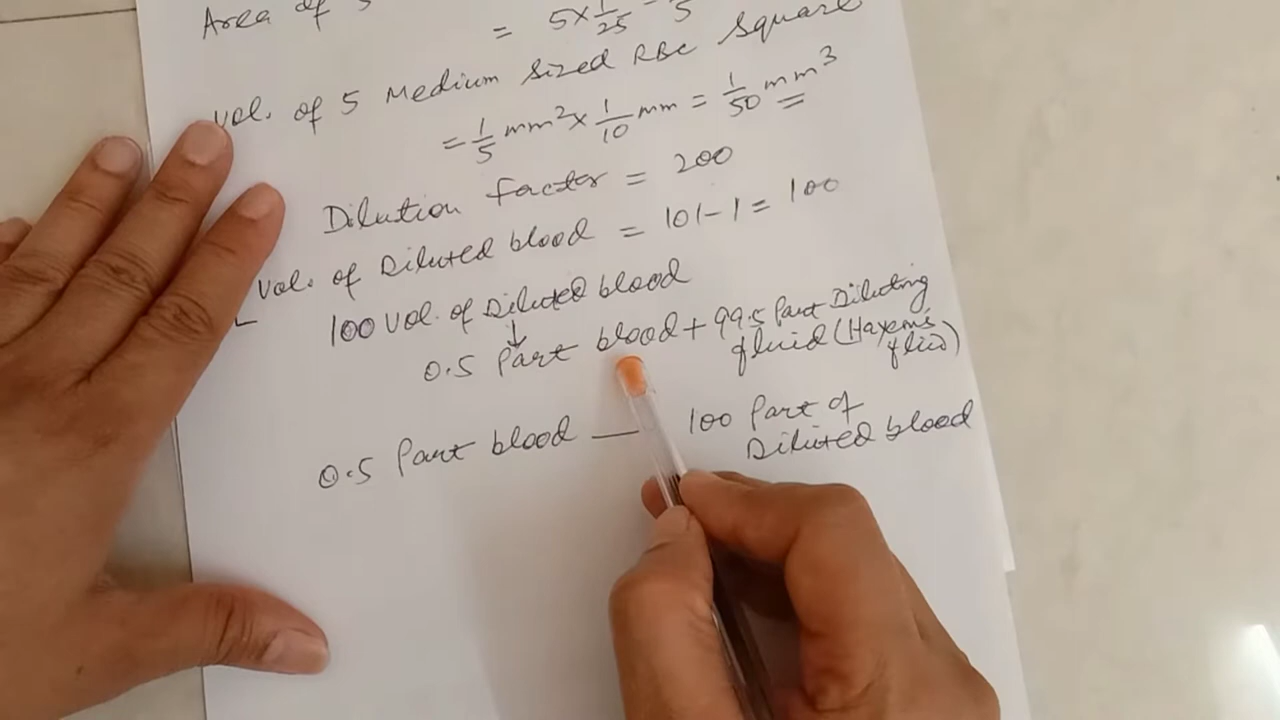 Area of 5
= 5×1/25 = 1/5
Vol. of 5 Medium Sized RBC Square
= 1/5 mm²× 1/10 mm = 1/50 mm³
Dilution factor = 200
Vol. of Diluted blood = 101-1 = 100
100 Vol. of Diluted blood
↓
0.5 Part blood + 99.5 Part Diluting
fluid (Hayem's
fluid)
0.5 Part blood — 100 Part of
Diluted blood